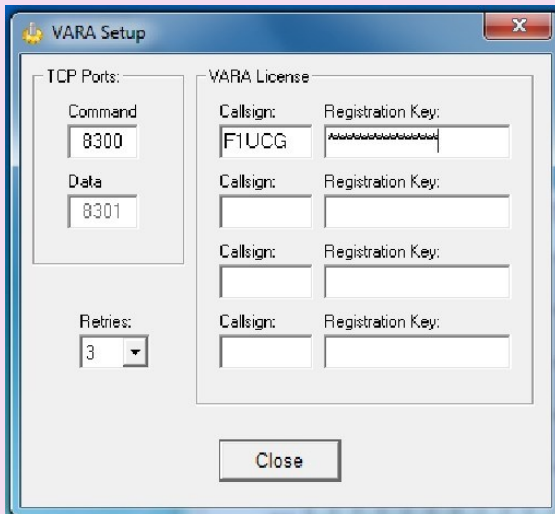 VARA Setup
TCP Ports:
Command
8300
Data
8301
Retries:
3
VARA License
Callsign: Registration Key:
F1UCG ****************
Callsign: Registration Key:
Callsign: Registration Key:
Callsign: Registration Key:
Close